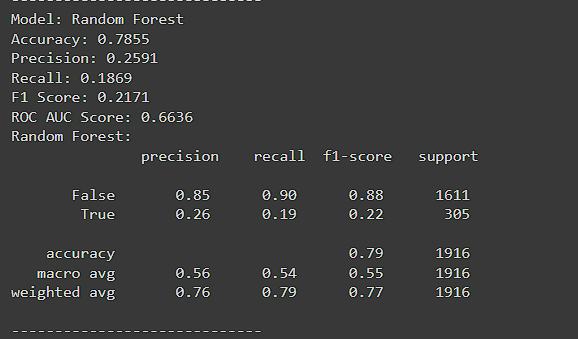 ------------------------------
Model: Random Forest
Accuracy: 0.7855
Precision: 0.2591
Recall: 0.1869
F1 Score: 0.2171
ROC AUC Score: 0.6636
Random Forest:
              precision    recall  f1-score   support

       False       0.85      0.90      0.88      1611
        True       0.26      0.19      0.22       305

    accuracy                           0.79      1916
   macro avg       0.56      0.54      0.55      1916
weighted avg       0.76      0.79      0.77      1916

------------------------------